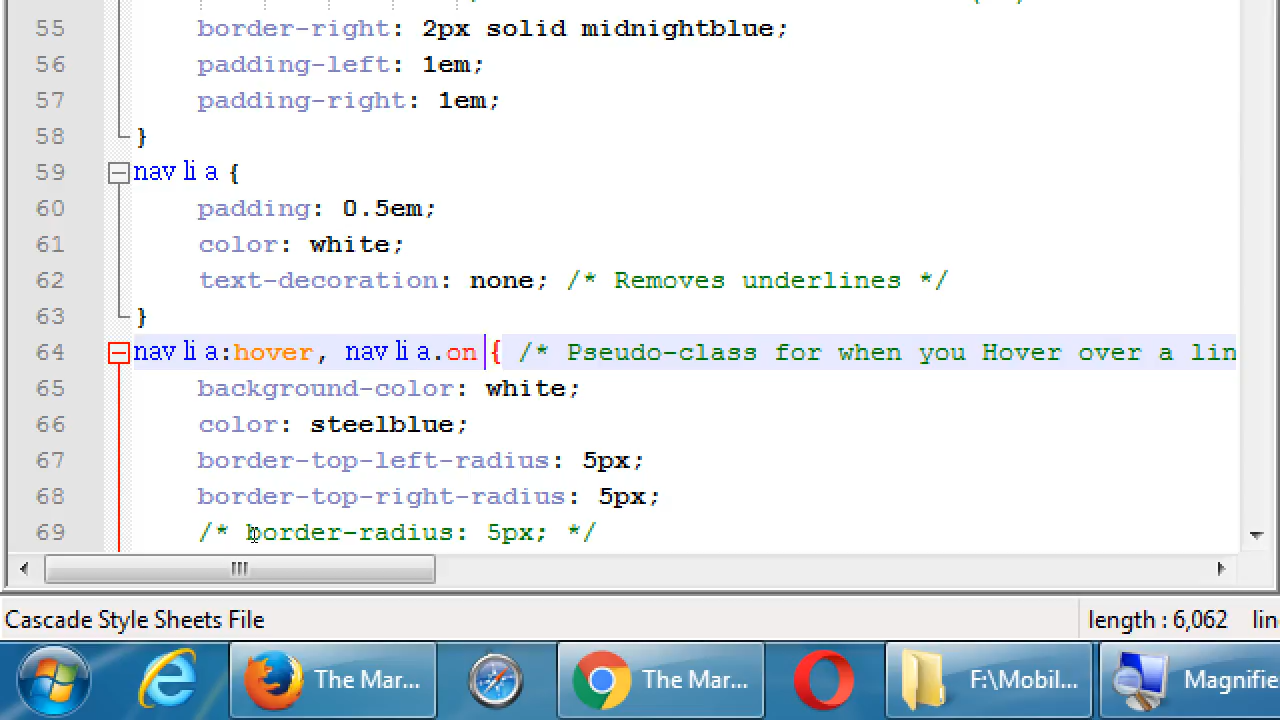 55 border-right: 2px solid midnightblue;
56 padding-left: 1em;
57 padding-right: 1em;
58 }
59 nav li a {
60 padding: 0.5em;
61 color: white;
62 text-decoration: none; /* Removes underlines */
63 }
64 nav li a:hover, nav li a.on { /* Pseudo-class for when you Hover over a lin
65 background-color: white;
66 color: steelblue;
67 border-top-left-radius: 5px;
68 border-top-right-radius: 5px;
69 /* border-radius: 5px; */
Cascade Style Sheets File length : 6,062 lin
The Mar... The Mar... F:\Mobil... Magnifie